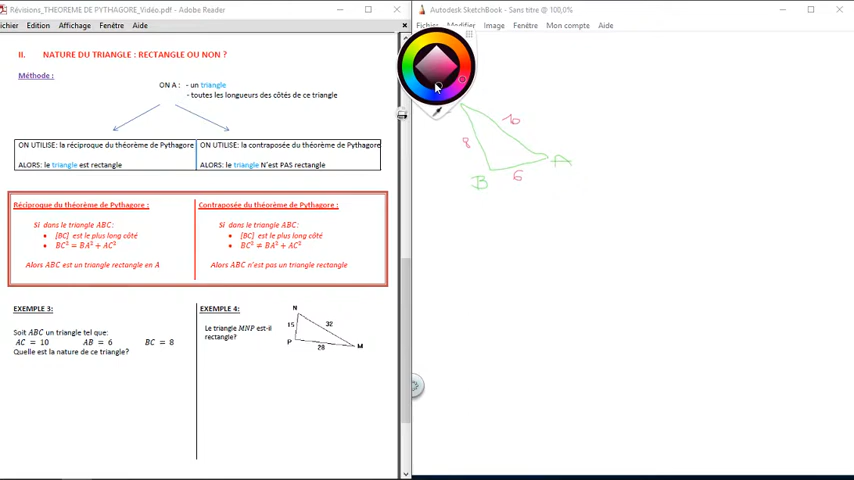 Révisions_THEOREME DE PYTHAGORE_Vidéo.pdf - Adobe Reader
ichier Edition Affichage Fenêtre Aide
II. NATURE DU TRIANGLE : RECTANGLE OU NON ?
Méthode :
ON A : - un triangle
- toutes les longueurs des côtés de ce triangle
ON UTILISE: la réciproque du théorème de Pythagore
ALORS: le triangle est rectangle
ON UTILISE: la contraposée du théorème de Pythagore
ALORS: le triangle N'est PAS rectangle
Réciproque du théorème de Pythagore :
Si dans le triangle ABC:
• [BC] est le plus long côté
• BC² = BA² + AC²
Alors ABC est un triangle rectangle en A
Contraposée du théorème de Pythagore :
Si dans le triangle ABC:
• [BC] est le plus long côté
• BC² ≠ BA² + AC²
Alors ABC n'est pas un triangle rectangle
EXEMPLE 3:
Soit ABC un triangle tel que:
AC = 10 AB = 6 BC = 8
Quelle est la nature de ce triangle?
EXEMPLE 4:
Le triangle MNP est-il
rectangle?
N
15
32
P
28
M
Autodesk SketchBook - Sans titre @ 100,0%
Fichier Modifier Image Fenêtre Mon compte Aide
10
8
A
B
6